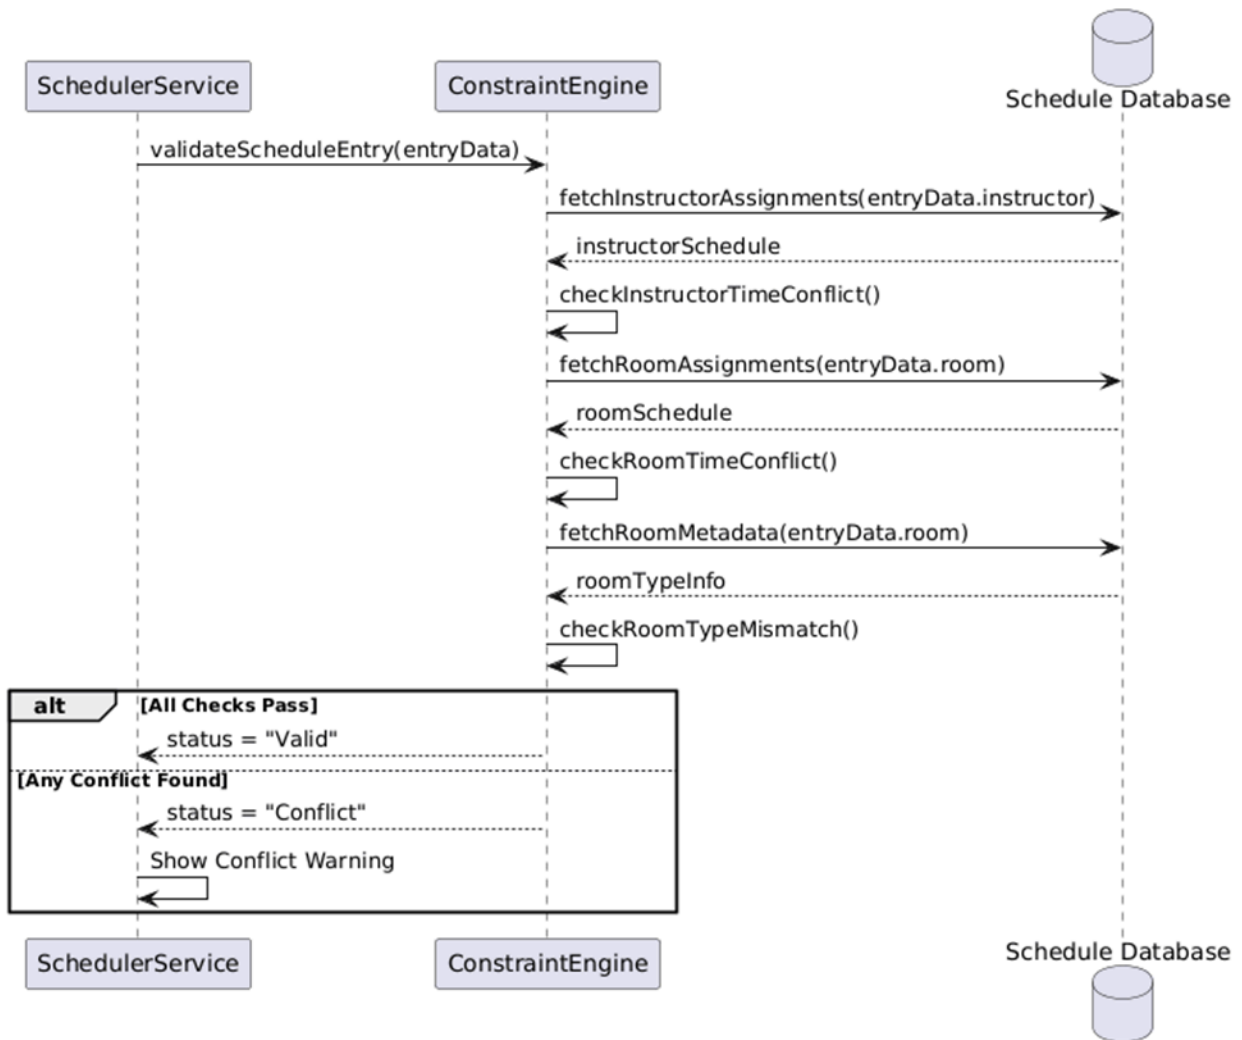 SchedulerService
ConstraintEngine
Schedule Database
validateScheduleEntry(entryData)
fetchInstructorAssignments(entryData.instructor)
instructorSchedule
checkInstructorTimeConflict()
fetchRoomAssignments(entryData.room)
roomSchedule
checkRoomTimeConflict()
fetchRoomMetadata(entryData.room)
roomTypeInfo
checkRoomTypeMismatch()
alt
[All Checks Pass]
status = "Valid"
[Any Conflict Found]
status = "Conflict"
Show Conflict Warning
SchedulerService
ConstraintEngine
Schedule Database